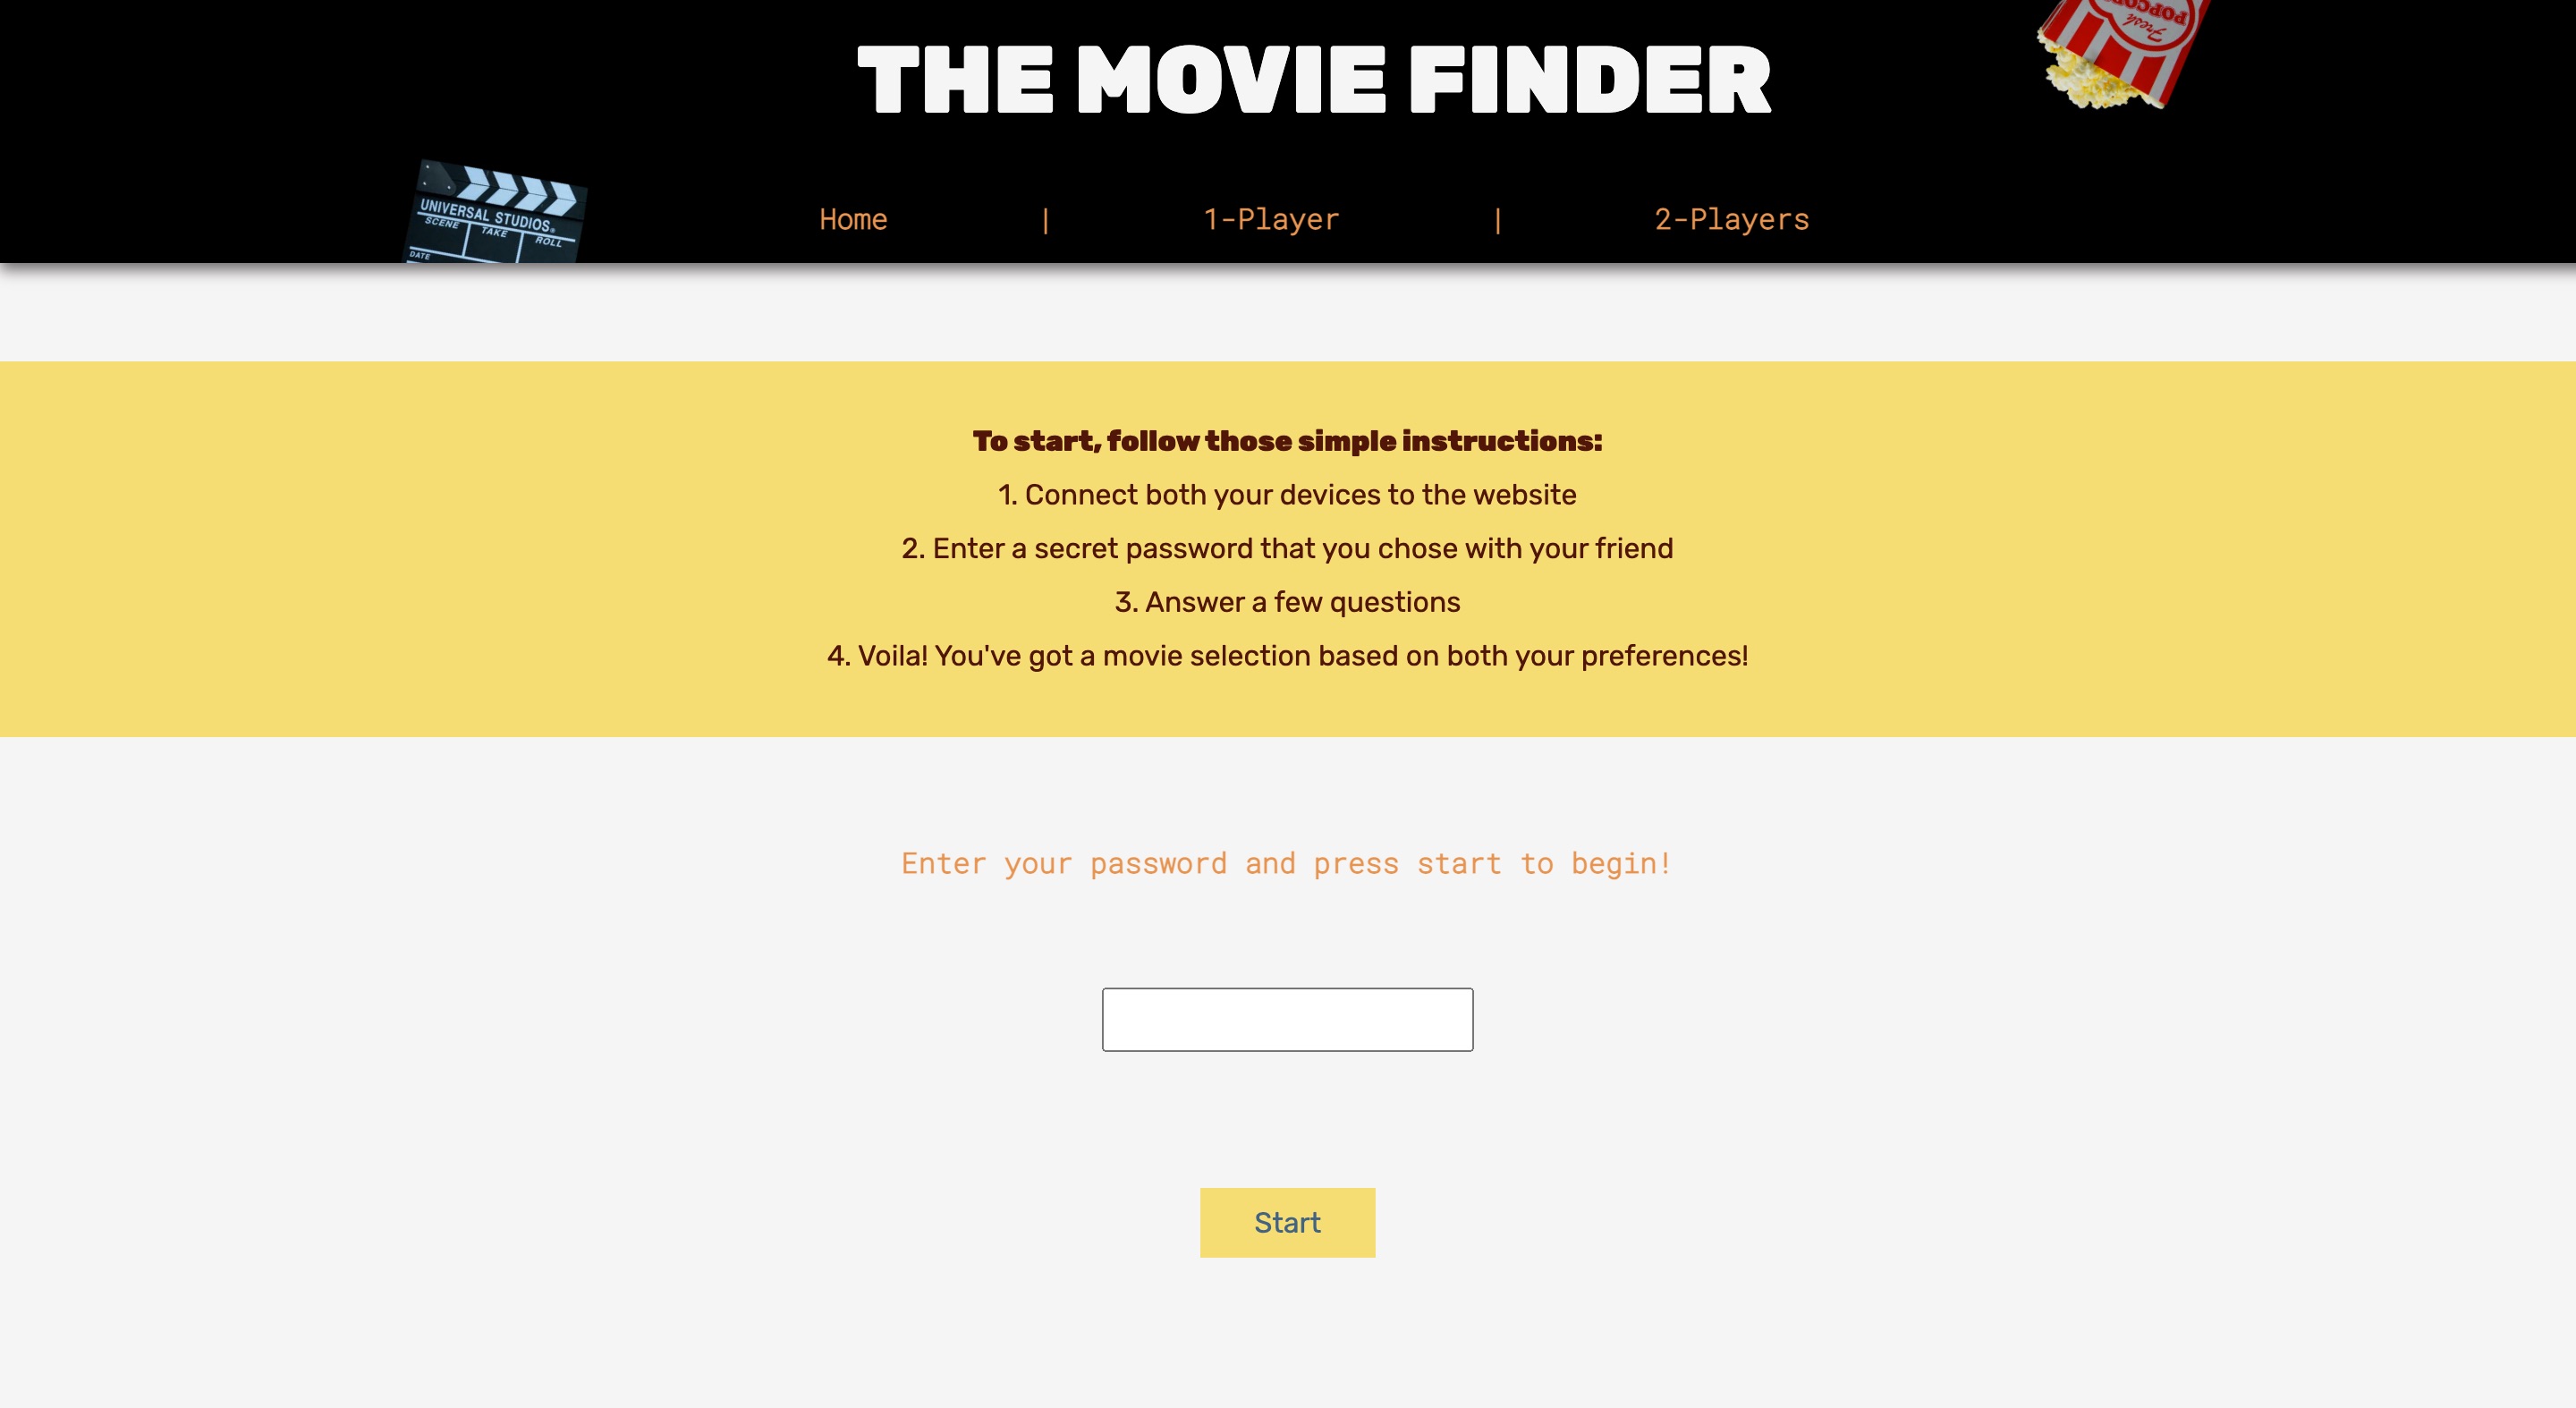 THE MOVIE FINDER
Fresh
POPCORN
UNIVERSAL STUDIOS®
SCENE TAKE ROLL
DATE
Home | 1-Player | 2-Players
To start, follow those simple instructions:
1. Connect both your devices to the website
2. Enter a secret password that you chose with your friend
3. Answer a few questions
4. Voila! You've got a movie selection based on both your preferences!
Enter your password and press start to begin!
Start